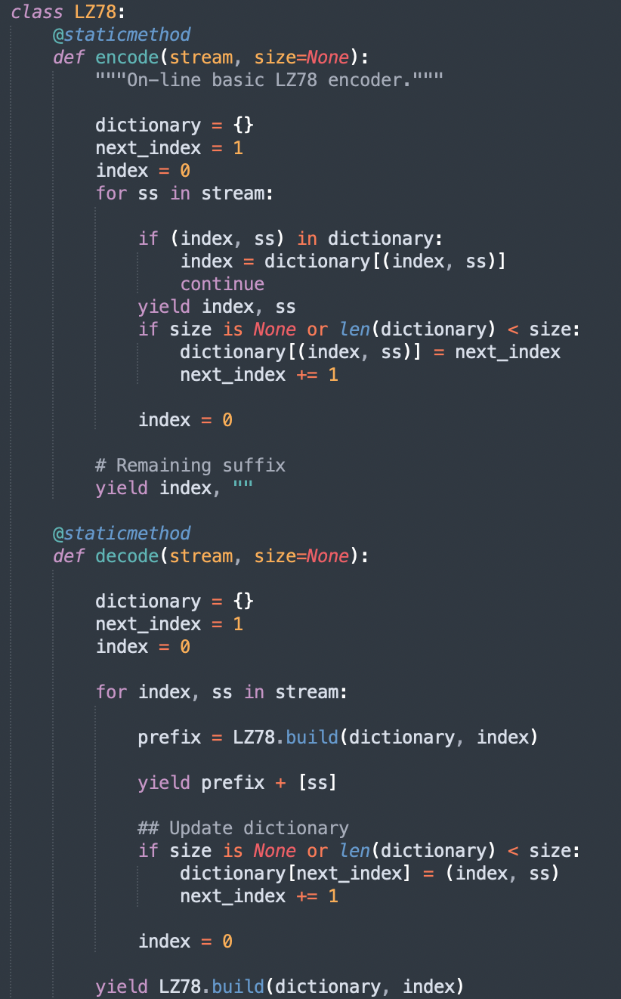 class LZ78:
    @staticmethod
    def encode(stream, size=None):
        """On-line basic LZ78 encoder."""

        dictionary = {}
        next_index = 1
        index = 0
        for ss in stream:

            if (index, ss) in dictionary:
                index = dictionary[(index, ss)]
                continue
            yield index, ss
            if size is None or len(dictionary) < size:
                dictionary[(index, ss)] = next_index
                next_index += 1

            index = 0

        # Remaining suffix
        yield index, ""

    @staticmethod
    def decode(stream, size=None):

        dictionary = {}
        next_index = 1
        index = 0

        for index, ss in stream:

            prefix = LZ78.build(dictionary, index)

            yield prefix + [ss]

            ## Update dictionary
            if size is None or len(dictionary) < size:
                dictionary[next_index] = (index, ss)
                next_index += 1

            index = 0

        yield LZ78.build(dictionary, index)